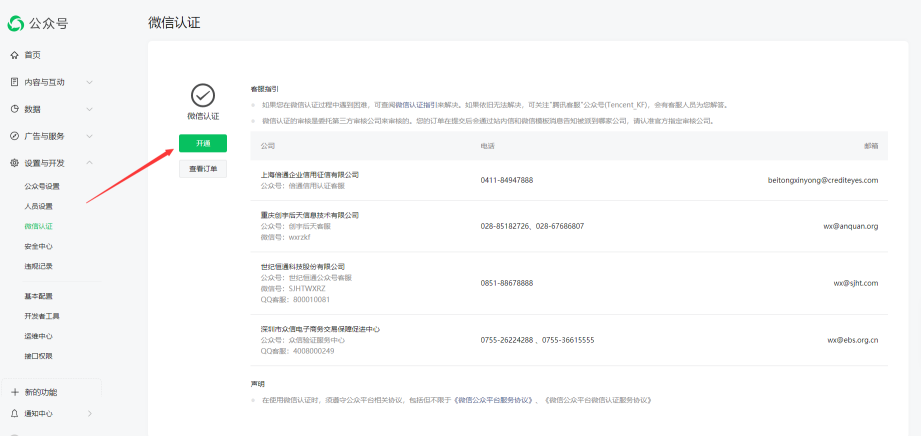 公众号
微信认证
首页
内容与互动
数据
广告与服务
设置与开发
公众号设置
人员设置
微信认证
安全中心
违规记录
基本配置
开发者工具
运维中心
接口权限
新的功能
通知中心
微信认证
开通
查看订单
客服指引
如果您在微信认证过程中遇到困难，可查阅微信认证指引来解决。如果依旧无法解决，可关注“腾讯客服”公众号(Tencent_KF)，会有客服人员为您解答。
微信认证的审核是委托第三方审核公司来审核的。您的订单在提交后会通过站内信和微信模板消息告知被派到哪家公司，请认准官方指定审核公司。
公司 电话 邮箱
上海倍通企业信用征信有限公司
公众号：倍通信用认证客服
0411-84947888 beitongxinyong@crediteyes.com
重庆创宇后天信息技术有限公司
公众号：创宇后天客服
微信号：wxrzkf
028-85182726，028-67686807 wx@anquan.org
世纪恒通科技股份有限公司
公众号：世纪恒通公众号客服
微信号：SJHTWXRZ
QQ客服：800010081
0851-88678888 wx@sjht.com
深圳市众信电子商务交易保障促进中心
公众号：众信验证服务中心
QQ客服：4008000249
0755-26224288 ，0755-36615555 wx@ebs.org.cn
声明
在使用微信认证时，须遵守公众平台相关协议，包括但不限于《微信公众平台服务协议》、《微信公众平台微信认证服务协议》